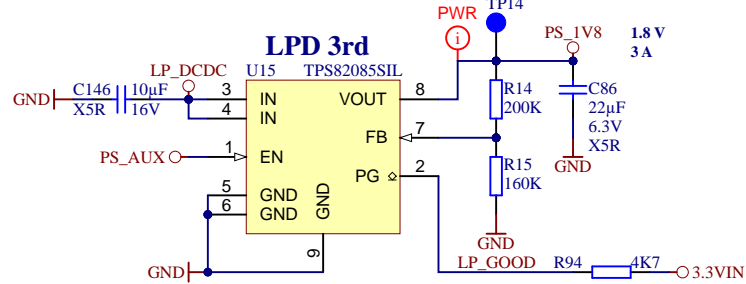 TP14
PWR
i
PS_1V8
1.8 V
3 A
LPD 3rd
LP_DCDC
U15
TPS82085SIL
C146
10µF
GND
X5R
16V
3
IN
4
IN
VOUT
8
R14
200K
C86
22µF
6.3V
X5R
GND
FB
7
PS_AUX
1
EN
R15
160K
PG
2
5
GND
6
GND
GND
9
GND
GND
LP_GOOD
R94
4K7
3.3VIN